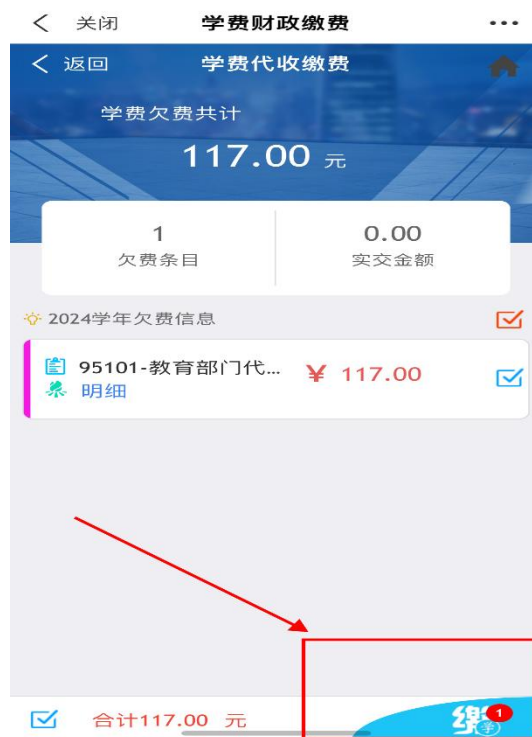 关闭 学费财政缴费 •••
返回 学费代收缴费
学费欠费共计
117.00 元
1 0.00
欠费条目 实交金额
2024学年欠费信息
95101-教育部门代... ¥ 117.00
明细
合计117.00 元 缴 1
学